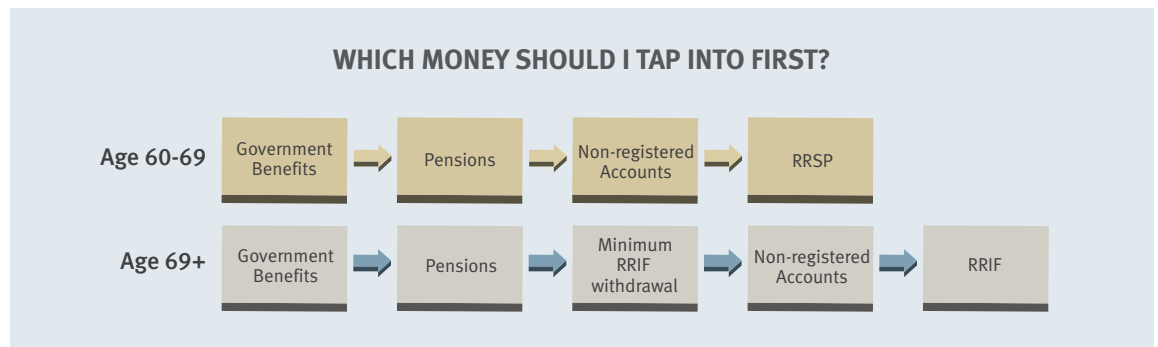 WHICH MONEY SHOULD I TAP INTO FIRST?
Age 60-69
Government
Benefits
Pensions
Non-registered
Accounts
RRSP
Age 69+
Government
Benefits
Pensions
Minimum
RRIF
withdrawal
Non-registered
Accounts
RRIF